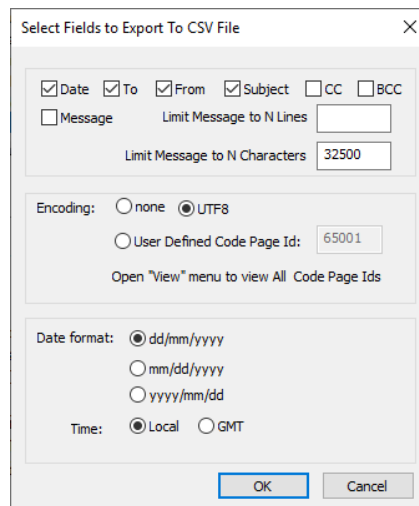 Select Fields to Export To CSV File
Date To From Subject CC BCC
Message Limit Message to N Lines
Limit Message to N Characters 32500
Encoding: none UTF8
User Defined Code Page Id: 65001
Open "View" menu to view All Code Page Ids
Date format: dd/mm/yyyy
mm/dd/yyyy
yyyy/mm/dd
Time: Local GMT
OK Cancel